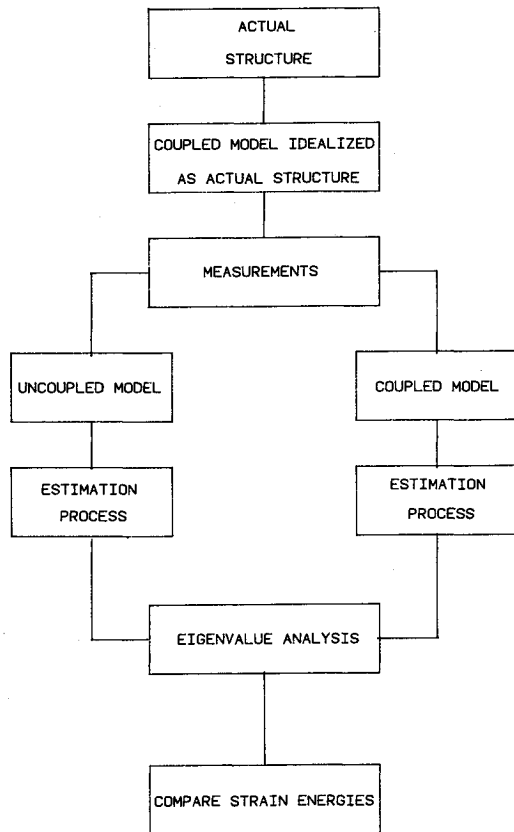 ACTUAL
STRUCTURE
COUPLED MODEL IDEALIZED
AS ACTUAL STRUCTURE
MEASUREMENTS
UNCOUPLED MODEL
COUPLED MODEL
ESTIMATION
PROCESS
ESTIMATION
PROCESS
EIGENVALUE ANALYSIS
COMPARE STRAIN ENERGIES